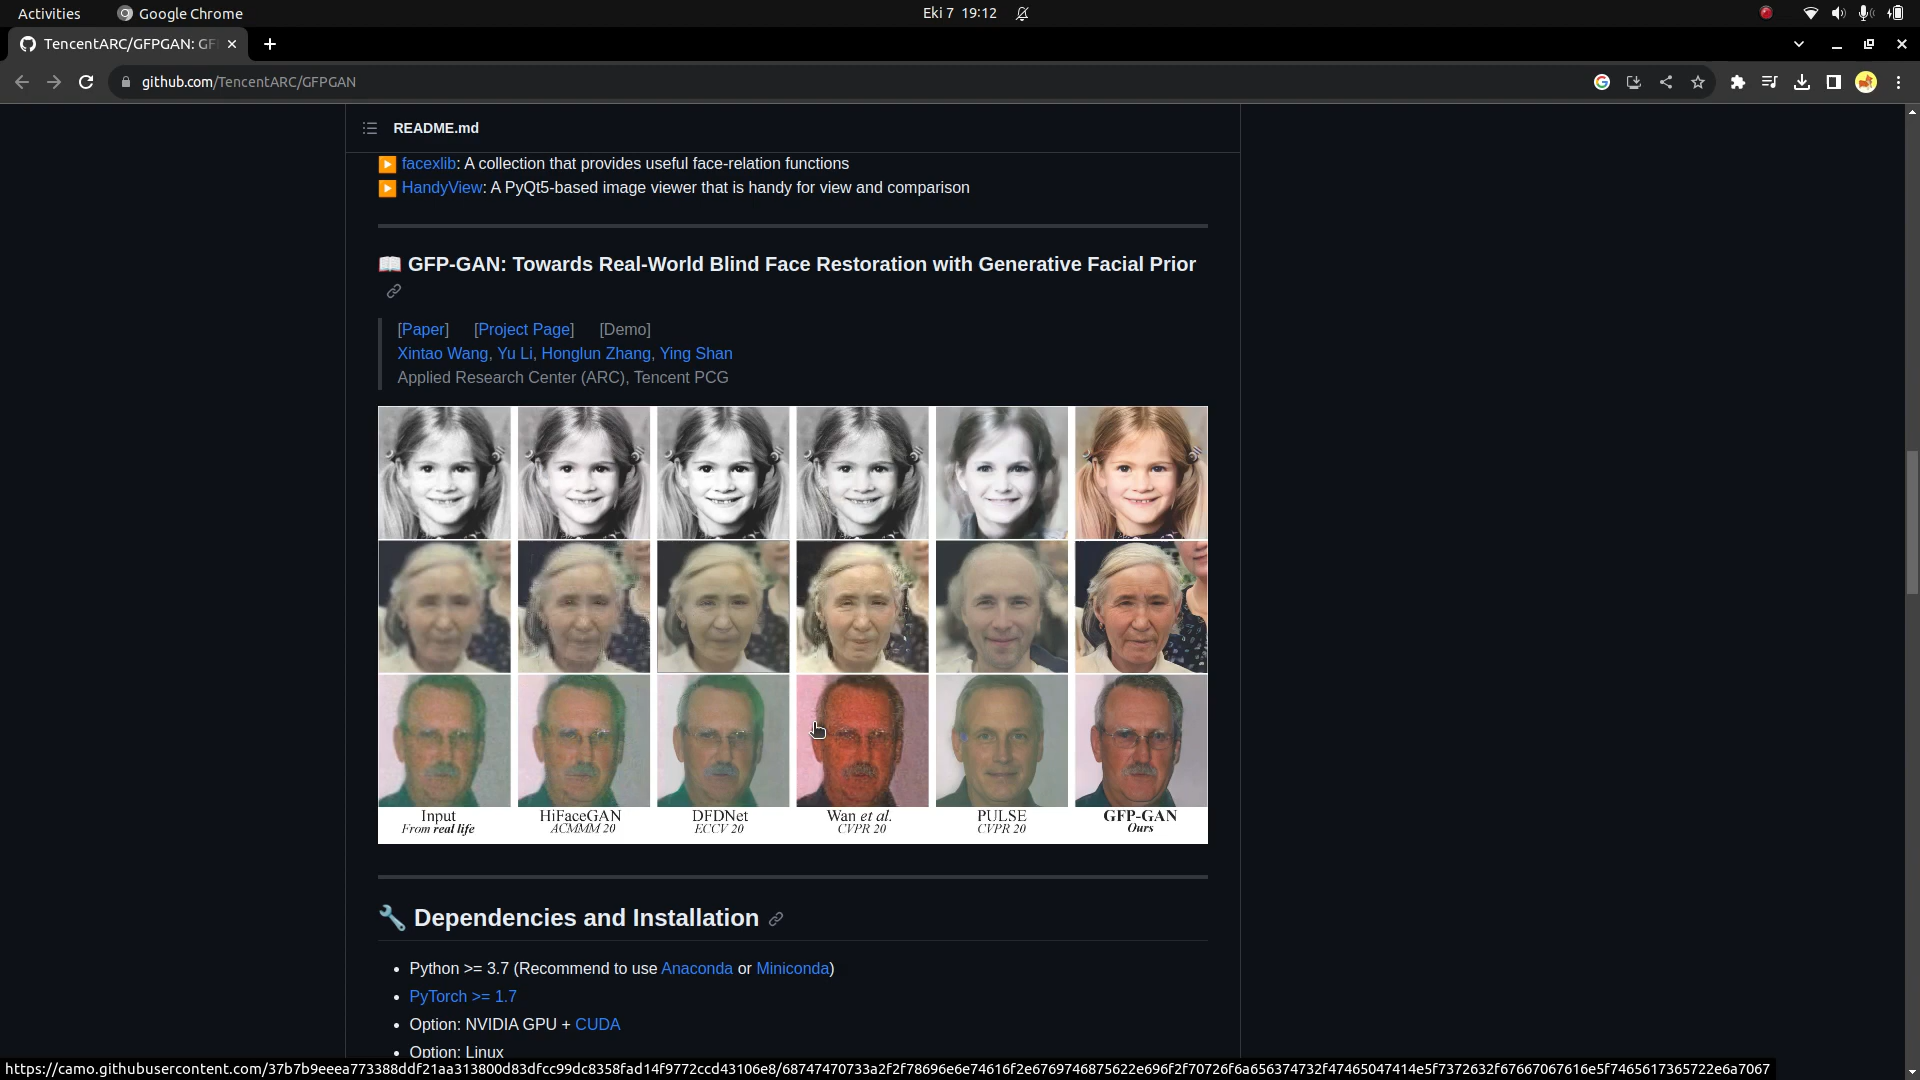 Activities
Google Chrome
Eki 7 19:12
TencentARC/GFPGAN: GF
github.com/TencentARC/GFPGAN
README.md
facexlib: A collection that provides useful face-relation functions
HandyView: A PyQt5-based image viewer that is handy for view and comparison
GFP-GAN: Towards Real-World Blind Face Restoration with Generative Facial Prior
[Paper] [Project Page] [Demo]
Xintao Wang, Yu Li, Honglun Zhang, Ying Shan
Applied Research Center (ARC), Tencent PCG
Input HiFaceGAN DFDNet Wan et al. PULSE GFP-GAN
From real life ACMMM 20 ECCV 20 CVPR 20 CVPR 20 Ours
Dependencies and Installation
Python >= 3.7 (Recommend to use Anaconda or Miniconda)
PyTorch >= 1.7
Option: NVIDIA GPU + CUDA
Option: Linux
https://camo.githubusercontent.com/37b7b9eeea773388ddf21aa313800d83dfcc99dc8358fad14f9772ccd43106e8/68747470733a2f2f78696e6e74616f2e6769746875622e696f2f70726f6a656374732f47465047414e5f7372632f67667067616e5f7465617365722e6a7067